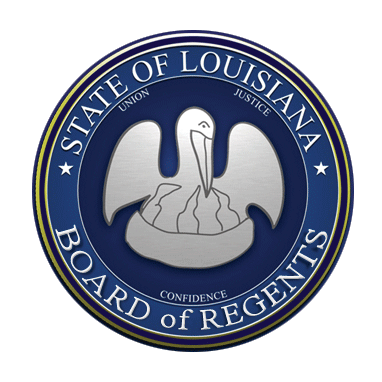 STATE OF LOUISIANA
UNION
JUSTICE
CONFIDENCE
BOARD of REGENTS